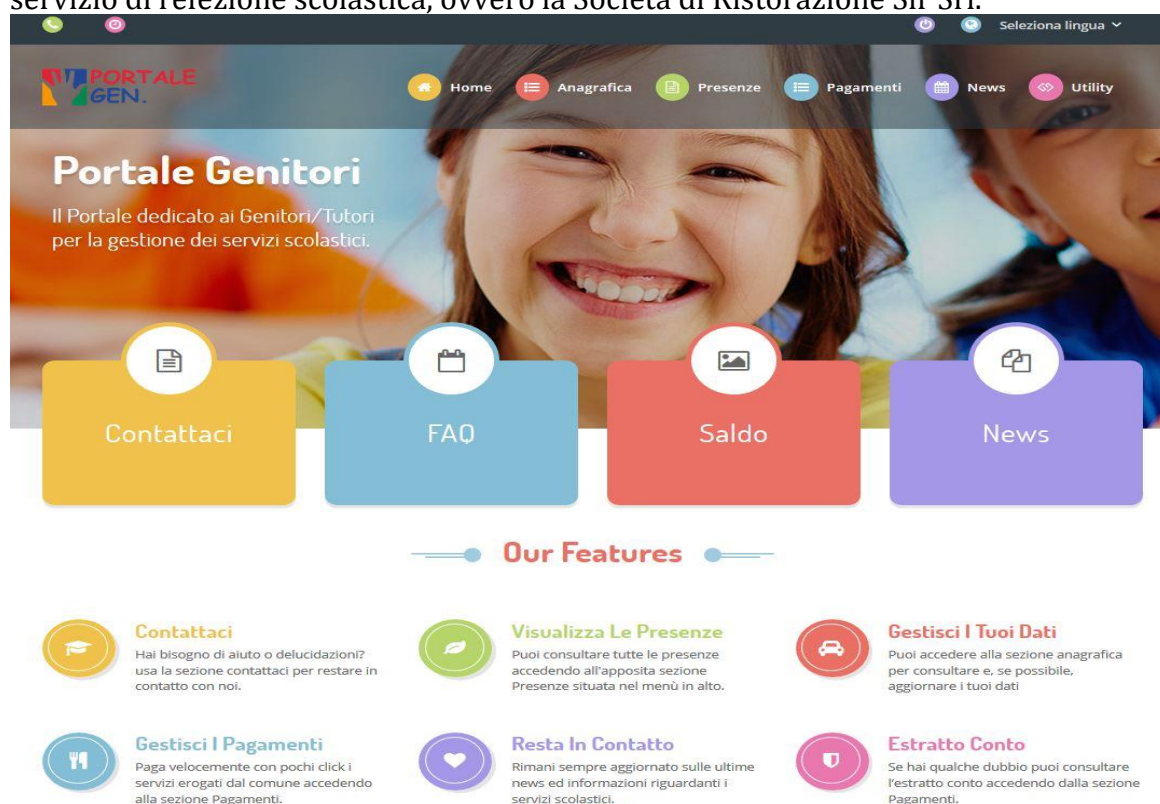 servizio di refezione scolastica, ovvero la Società di Ristorazione Sir Srl.
Seleziona lingua
PORTALE
GEN.
Home
Anagrafica
Presenze
Pagamenti
News
Utility
Portale Genitori
Il Portale dedicato ai Genitori/Tutori
per la gestione dei servizi scolastici.
Contattaci
FAQ
Saldo
News
Our Features
Contattaci
Hai bisogno di aiuto o delucidazioni?
usa la sezione contattaci per restare in
contatto con noi.
Visualizza Le Presenze
Puoi consultare tutte le presenze
accedendo all'apposita sezione
Presenze situata nel menù in alto.
Gestisci I Tuoi Dati
Puoi accedere alla sezione anagrafica
per consultare e, se possibile,
aggiornare i tuoi dati
Gestisci I Pagamenti
Paga velocemente con pochi click i
servizi erogati dal comune accedendo
alla sezione Pagamenti.
Resta In Contatto
Rimani sempre aggiornato sulle ultime
news ed informazioni riguardanti i
servizi scolastici.
Estratto Conto
Se hai qualche dubbio puoi consultare
l'estratto conto accedendo dalla sezione
Pagamenti.